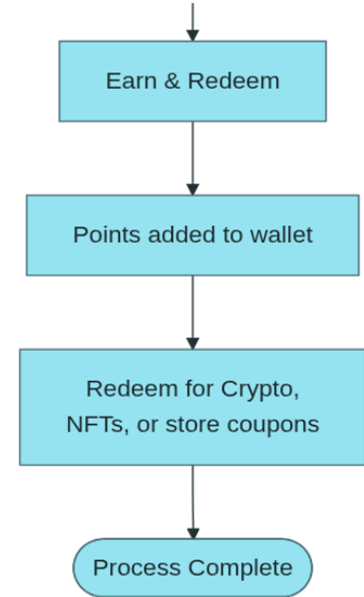 Earn & Redeem
Points added to wallet
Redeem for Crypto,
NFTs, or store coupons
Process Complete